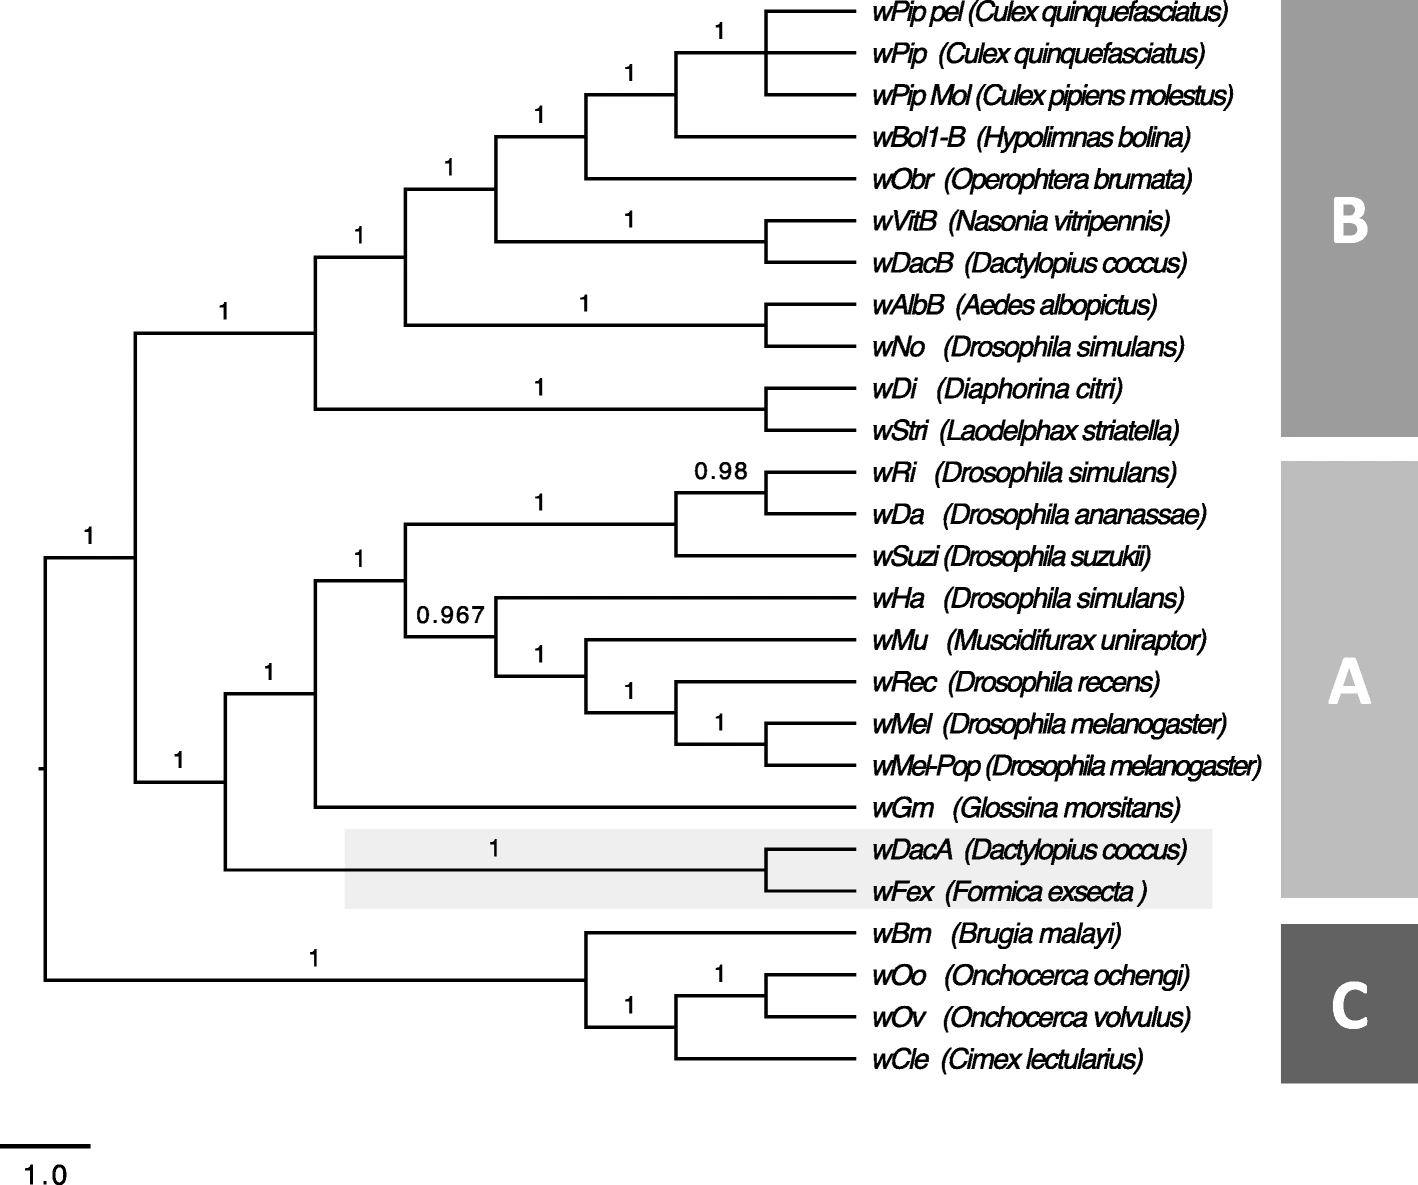 wPip pel (Culex quinquefasciatus)
1
wPip (Culex quinquefasciatus)
1
wPip Mol (Culex pipiens molestus)
1
wBol1-B (Hypolimnas bolina)
1
wObr (Operophtera brumata)
B
1
wVitB (Nasonia vitripennis)
1
wDacB (Dactylopius coccus)
1
wAlbB (Aedes albopictus)
1
wNo (Drosophila simulans)
1
wDi (Diaphorina citri)
wStri (Laodelphax striatella)
0.98
wRi (Drosophila simulans)
1
wDa (Drosophila ananassae)
1
1
wSuzi (Drosophila suzukii)
wHa (Drosophila simulans)
0.967
wMu (Muscidifurax uniraptor)
1
1
wRec (Drosophila recens)
A
1
1
wMel (Drosophila melanogaster)
1
wMel-Pop (Drosophila melanogaster)
wGm (Glossina morsitans)
1
wDacA (Dactylopius coccus)
wFex (Formica exsecta )
wBm (Brugia malayi)
1
1
wOo (Onchocerca ochengi)
1
C
wOv (Onchocerca volvulus)
wCle (Cimex lectularius)
1.0